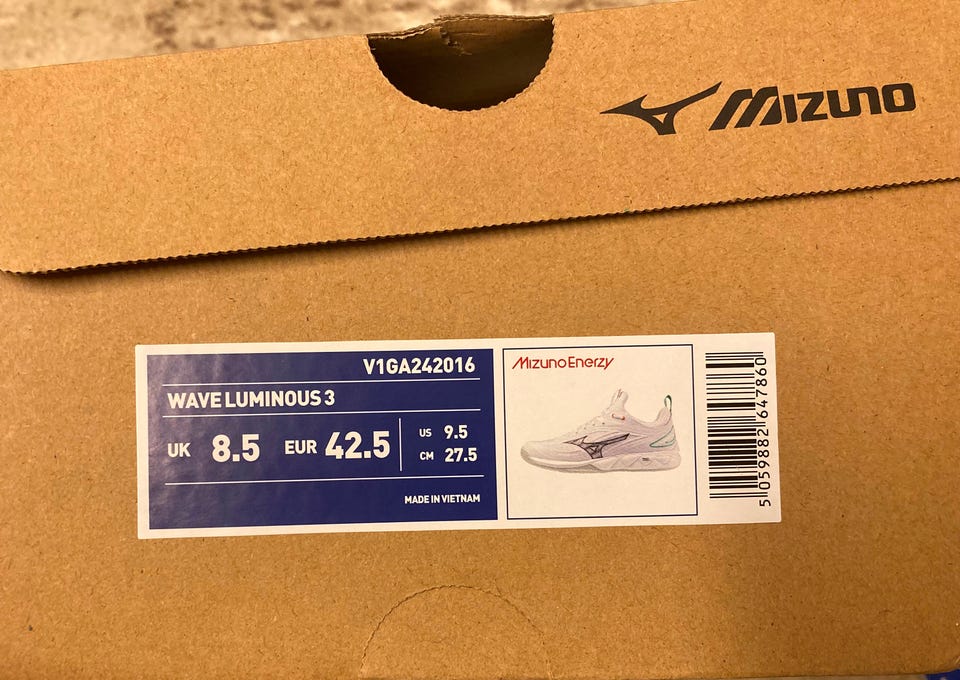 MIZUNO
V1GA242016
WAVE LUMINOUS 3
UK 8.5 EUR 42.5
US 9.5
CM 27.5
MADE IN VIETNAM
MizunoEnerzy
5 059882 647860